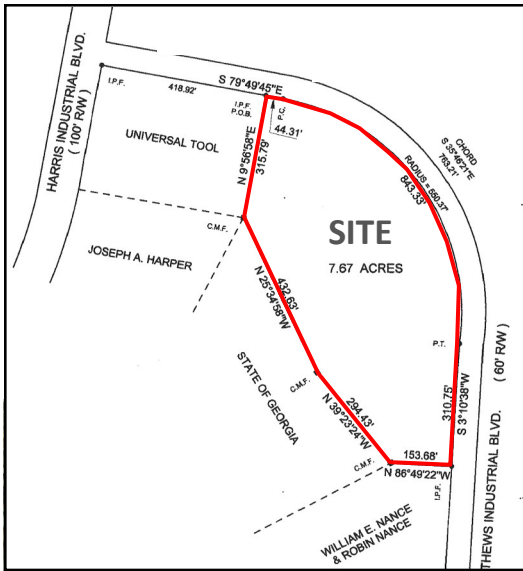 HARRIS INDUSTRIAL BLVD.
( 100' R/W )
I.P.F.
418.92'
S 79°49'45"E
I.P.F.
P.O.B.
P.C.
44.31'
UNIVERSAL TOOL
N 9°56'58"E
315.79'
CHORD
S 35°46'21"E
763.21'
RADIUS = 550.37'
843.33'
C.M.F.
SITE
7.67 ACRES
JOSEPH A. HARPER
432.63'
N 25°34'58"W
STATE OF GEORGIA
P.T.
310.75'
S 3°10'38"W
( 60' R/W )
THEWS INDUSTRIAL BLVD.
C.M.F.
294.43'
N 39°23'24"W
C.M.F.
153.68'
N 86°49'22"W
I.P.F.
WILLIAM E. NANCE
& ROBIN NANCE